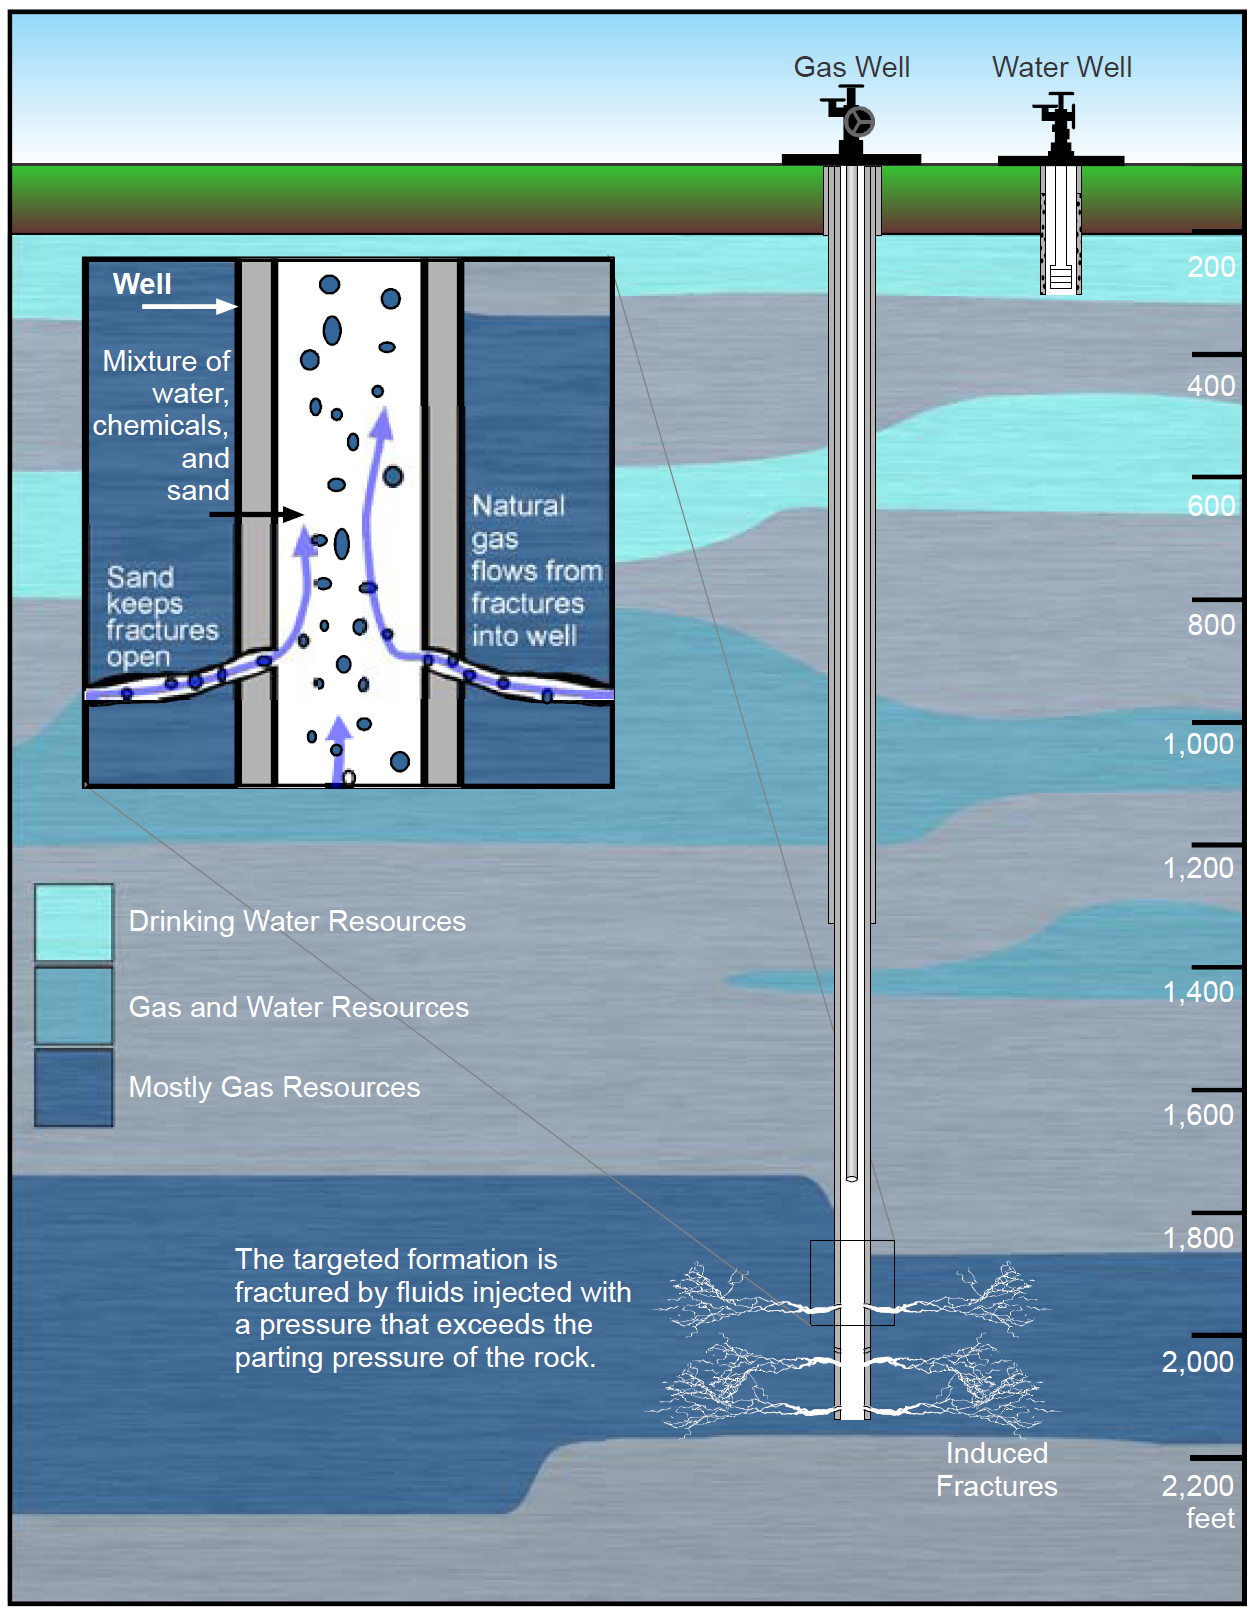 Gas Well
Water Well
200
400
600
800
1,000
1,200
1,400
1,600
1,800
2,000
2,200
feet
Well
Mixture of
water,
chemicals,
and
sand
Sand
keeps
fractures
open
Natural
gas
flows from
fractures
into well
Drinking Water Resources
Gas and Water Resources
Mostly Gas Resources
The targeted formation is
fractured by fluids injected with
a pressure that exceeds the
parting pressure of the rock.
Induced
Fractures